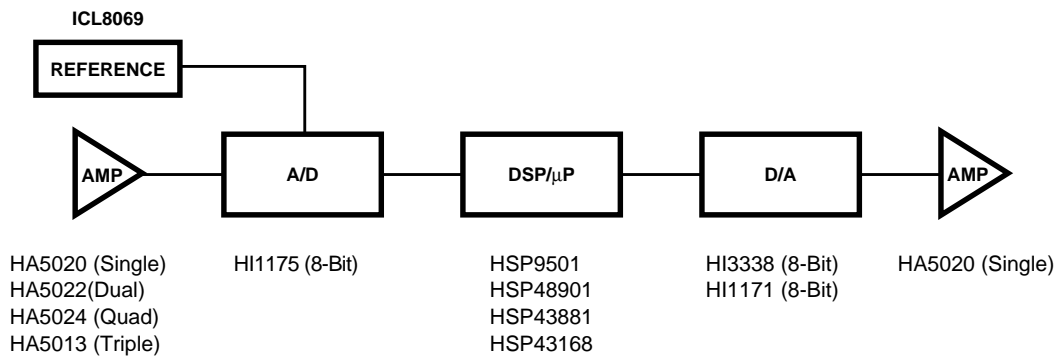 ICL8069
REFERENCE
AMP
A/D
DSP/μP
D/A
AMP
HA5020 (Single)
HA5022(Dual)
HA5024 (Quad)
HA5013 (Triple)
HI1175 (8-Bit)
HSP9501
HSP48901
HSP43881
HSP43168
HI3338 (8-Bit)
HI1171 (8-Bit)
HA5020 (Single)